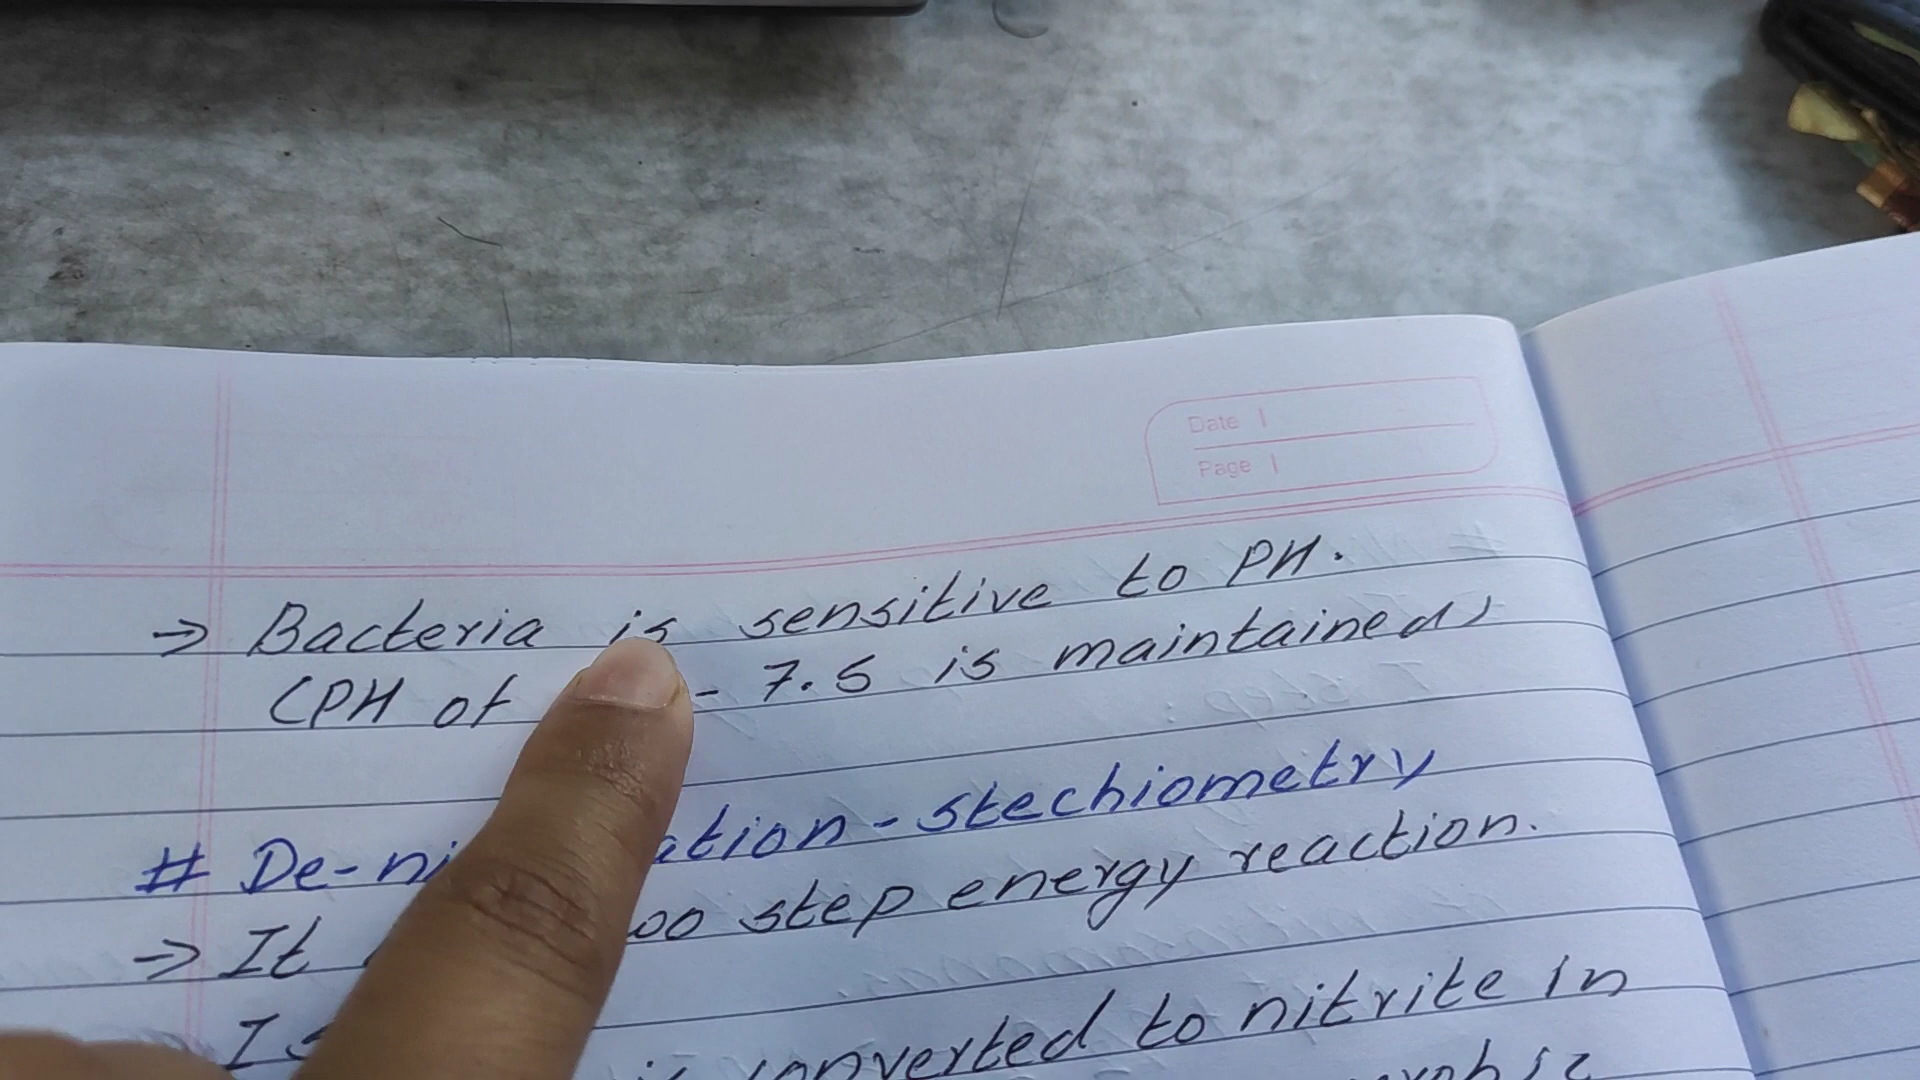 Date
Page
→ Bacteria is sensitive to PH.
(PH of - 7.5 is maintained)
# De-ni ation - stechiometry
→ It step energy reaction.
is converted to nitrite in